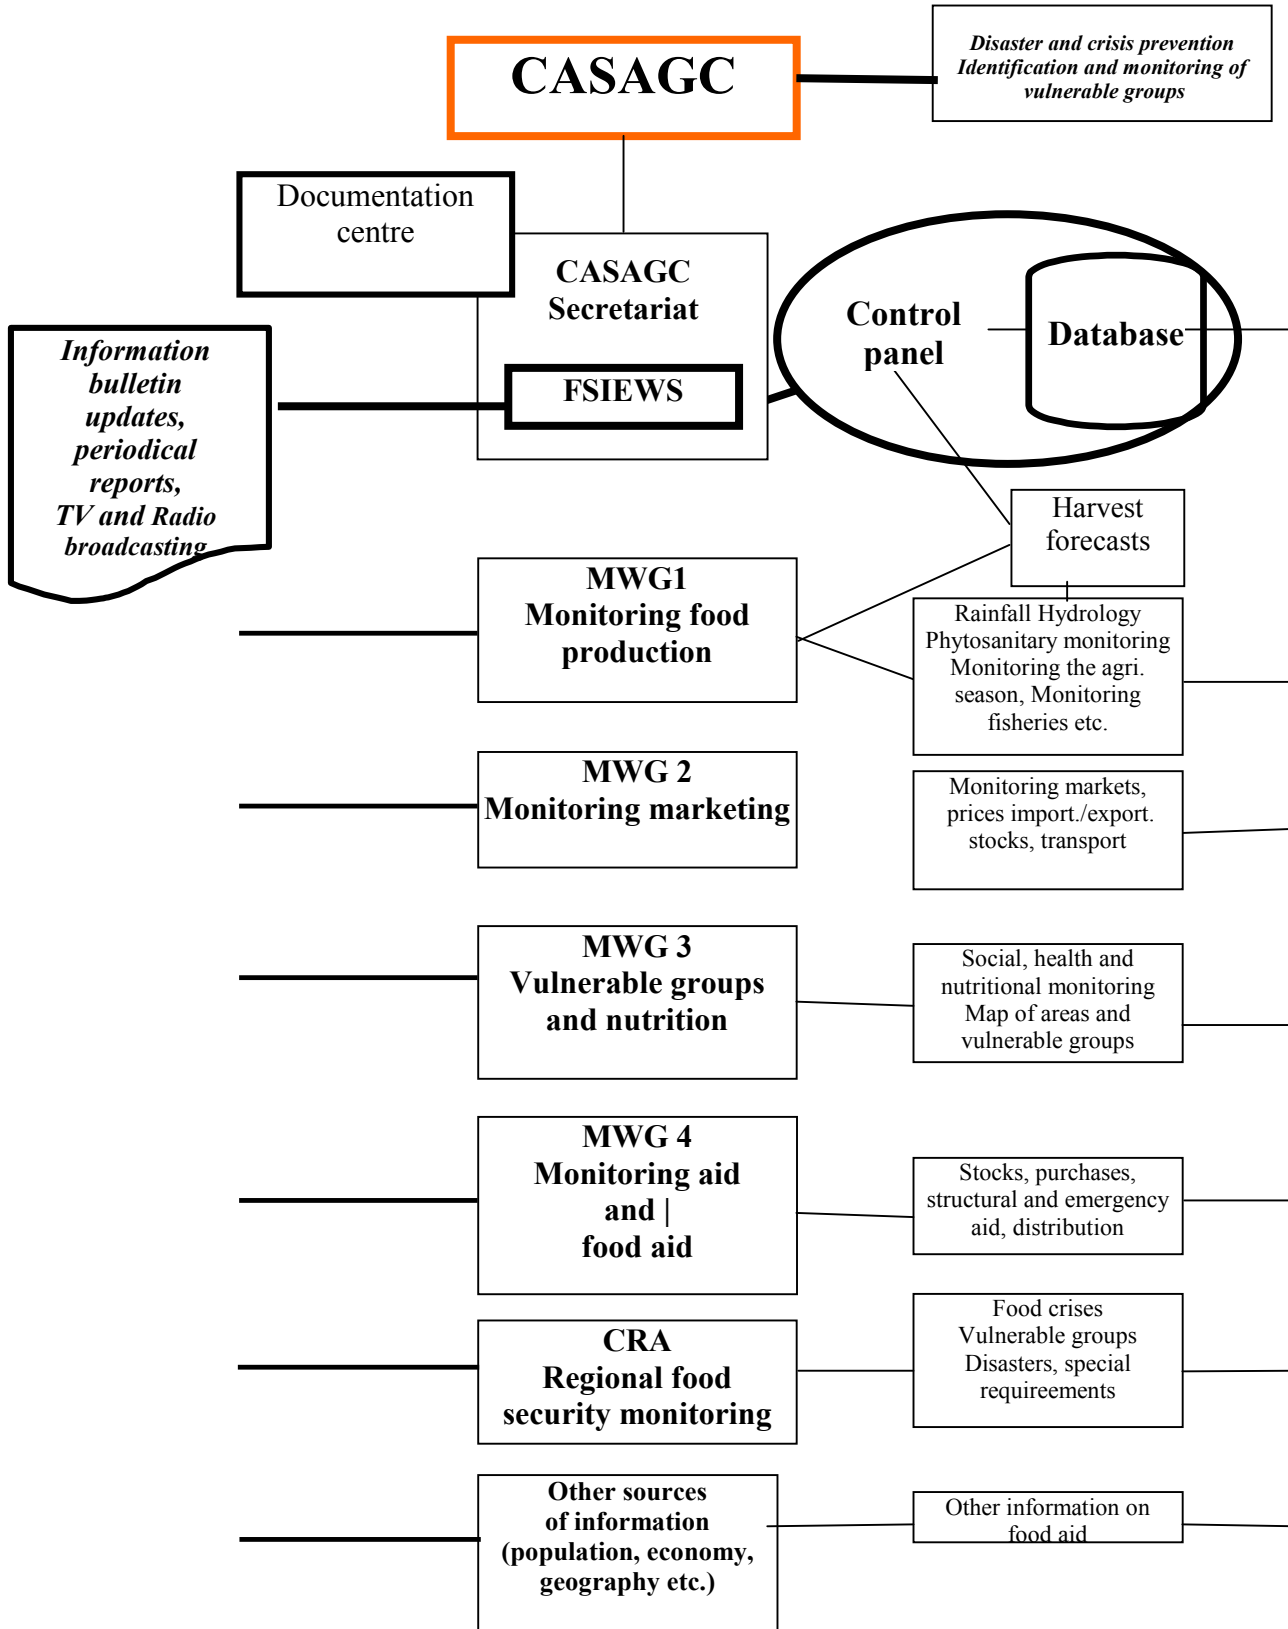 CASAGC
Disaster and crisis prevention
Identification and monitoring of
vulnerable groups
Documentation
centre
CASAGC
Secretariat
FSIEWS
Control
panel
Database
Information
bulletin
updates,
periodical
reports,
TV and Radio
broadcasting
Harvest
forecasts
MWG1
Monitoring food
production
Rainfall Hydrology
Phytosanitary monitoring
Monitoring the agri.
season, Monitoring
fisheries etc.
MWG 2
Monitoring marketing
Monitoring markets,
prices import./export.
stocks, transport
MWG 3
Vulnerable groups
and nutrition
Social, health and
nutritional monitoring
Map of areas and
vulnerable groups
MWG 4
Monitoring aid
and |
food aid
Stocks, purchases,
structural and emergency
aid, distribution
CRA
Regional food
security monitoring
Food crises
Vulnerable groups
Disasters, special
requireements
Other sources
of information
(population, economy,
geography etc.)
Other information on
food aid